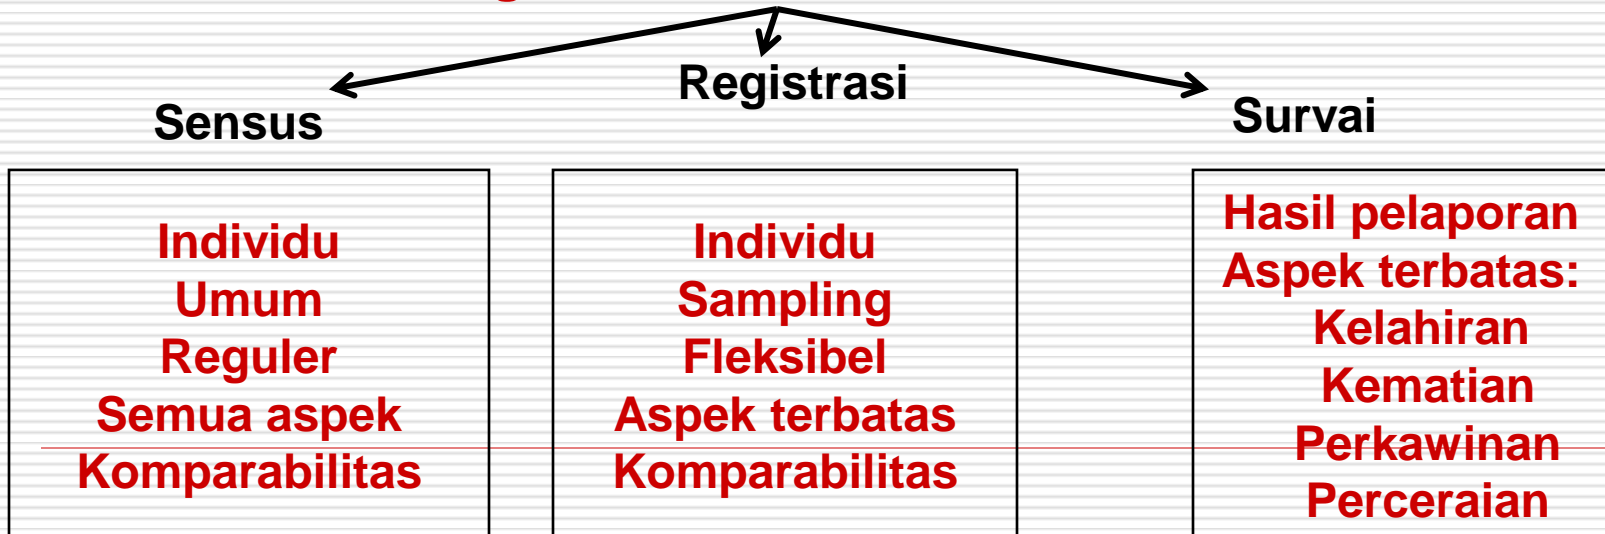 Registrasi
Sensus
Survai
Individu
Umum
Reguler
Semua aspek
Komparabilitas
Individu
Sampling
Fleksibel
Aspek terbatas
Komparabilitas
Hasil pelaporan
Aspek terbatas:
Kelahiran
Kematian
Perkawinan
Perceraian